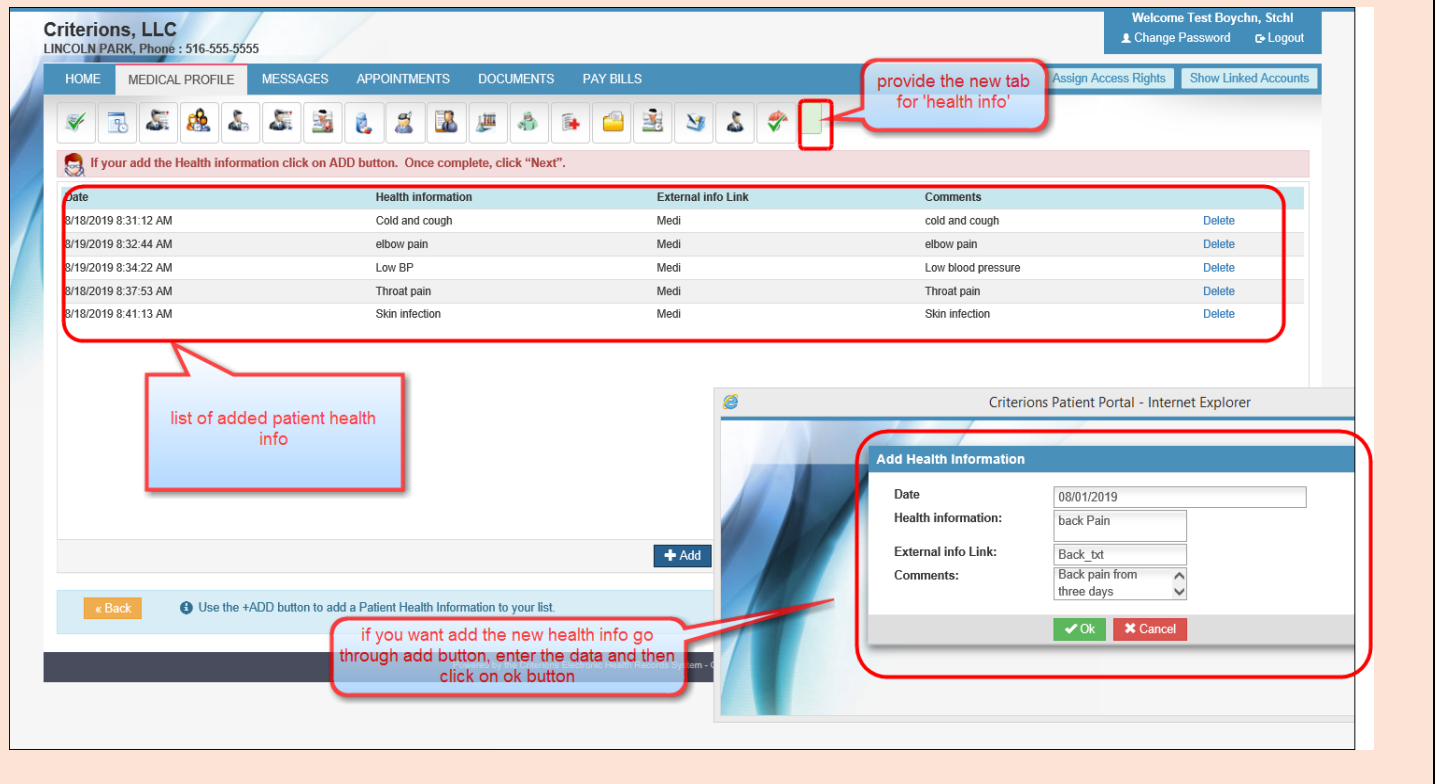 Criterions, LLC
LINCOLN PARK, Phone : 516-555-5555
Welcome Test Boychn, Stchl
Change Password Logout
HOME MEDICAL PROFILE MESSAGES APPOINTMENTS DOCUMENTS PAY BILLS
Assign Access Rights Show Linked Accounts
provide the new tab
for 'health info'
If your add the Health information click on ADD button. Once complete, click “Next”.
Date Health information External info Link Comments
8/18/2019 8:31:12 AM Cold and cough Medi cold and cough Delete
8/19/2019 8:32:44 AM elbow pain Medi elbow pain Delete
8/19/2019 8:34:22 AM Low BP Medi Low blood pressure Delete
8/18/2019 8:37:53 AM Throat pain Medi Throat pain Delete
8/18/2019 8:41:13 AM Skin infection Medi Skin infection Delete
list of added patient health
info
+ Add
« Back Use the +ADD button to add a Patient Health Information to your list.
if you want add the new health info go
through add button, enter the data and then
click on ok button
Powered by the Criterions Electronic Health Records System -
Criterions Patient Portal - Internet Explorer
Add Health Information
Date 08/01/2019
Health information: back Pain
External info Link: Back_txt
Comments: Back pain from
three days
Ok Cancel